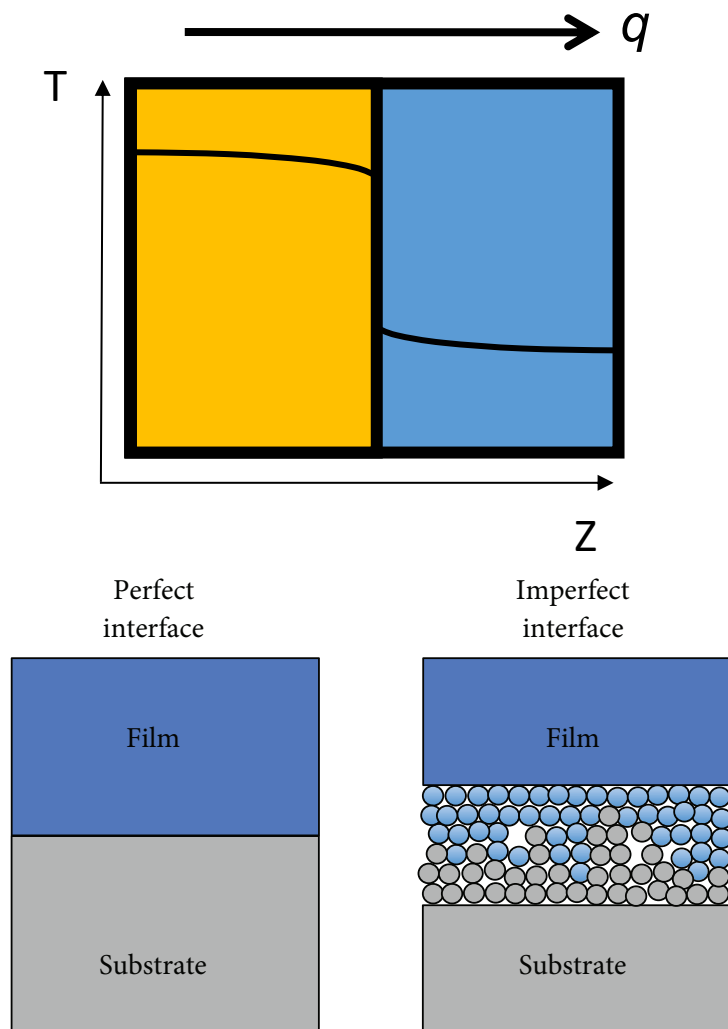 q
T
Z
Perfect
interface
Imperfect
interface
Film
Film
Substrate
Substrate